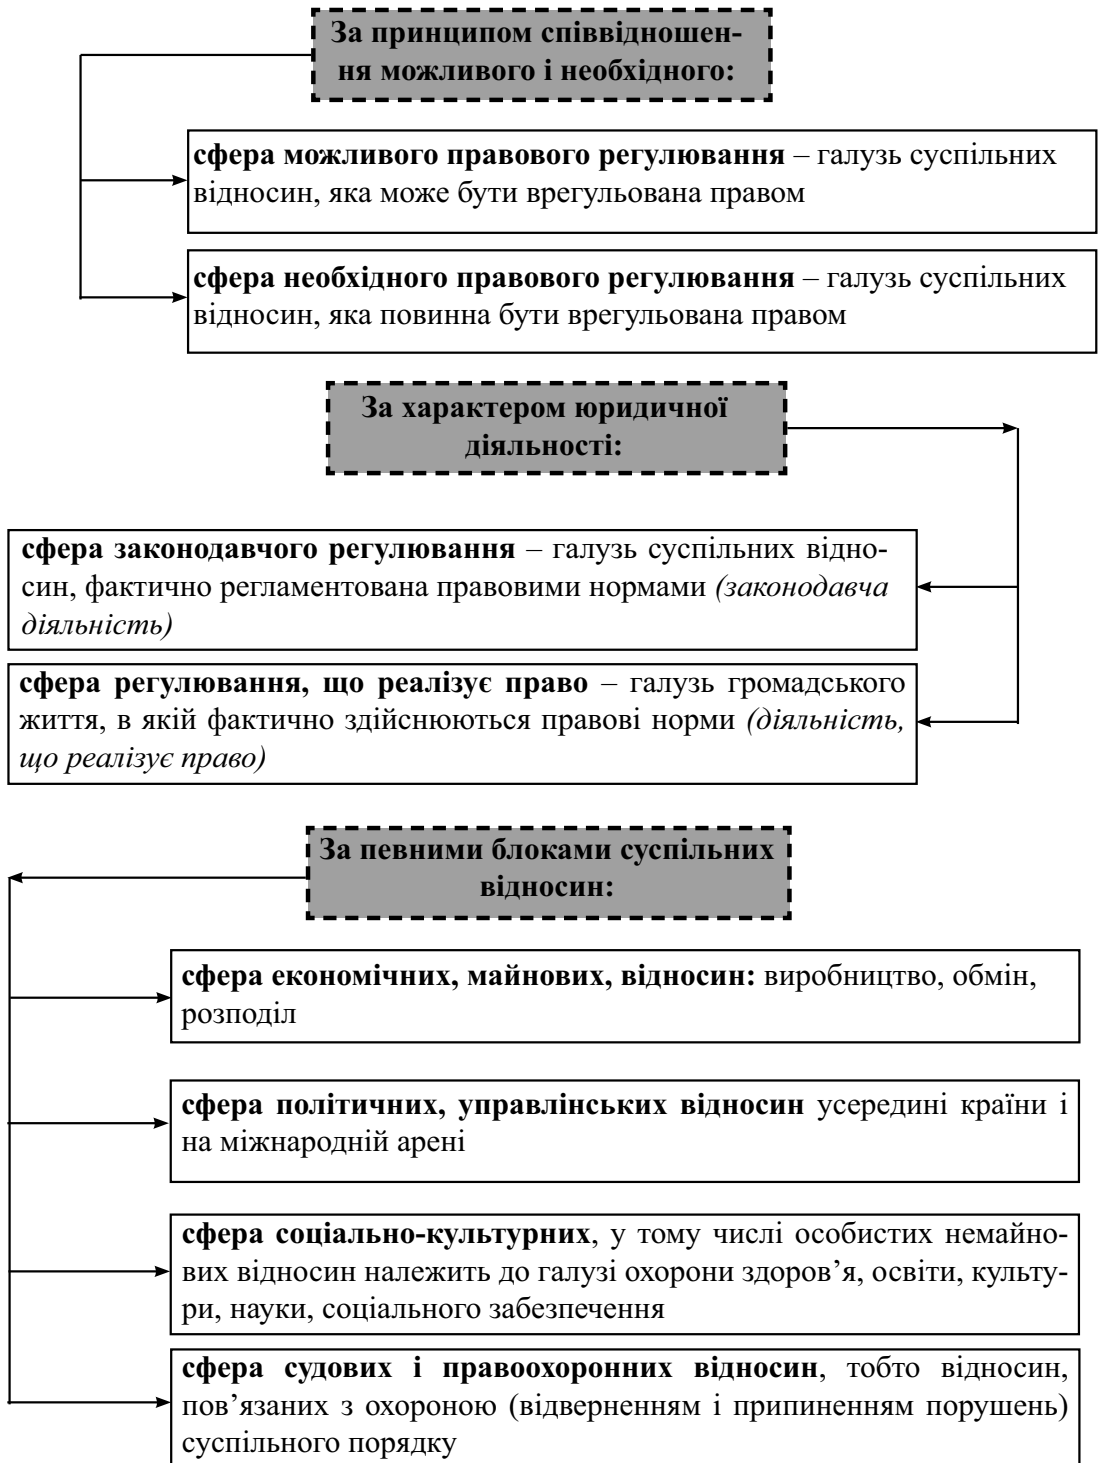 За принципом співвідношен-
ня можливого і необхідного:
сфера можливого правового регулювання – галузь суспільних
відносин, яка може бути врегульована правом
сфера необхідного правового регулювання – галузь суспільних
відносин, яка повинна бути врегульована правом
За характером юридичної
діяльності:
сфера законодавчого регулювання – галузь суспільних відно-
син, фактично регламентована правовими нормами (законодавча
діяльність)
сфера регулювання, що реалізує право – галузь громадського
життя, в якій фактично здійснюються правові норми (діяльність,
що реалізує право)
За певними блоками суспільних
відносин:
сфера економічних, майнових, відносин: виробництво, обмін,
розподіл
сфера політичних, управлінських відносин усередині країни і
на міжнародній арені
сфера соціально-культурних, у тому числі особистих немайно-
вих відносин належить до галузі охорони здоров’я, освіти, культу-
ри, науки, соціального забезпечення
сфера судових і правоохоронних відносин, тобто відносин,
пов’язаних з охороною (відверненням і припиненням порушень)
суспільного порядку